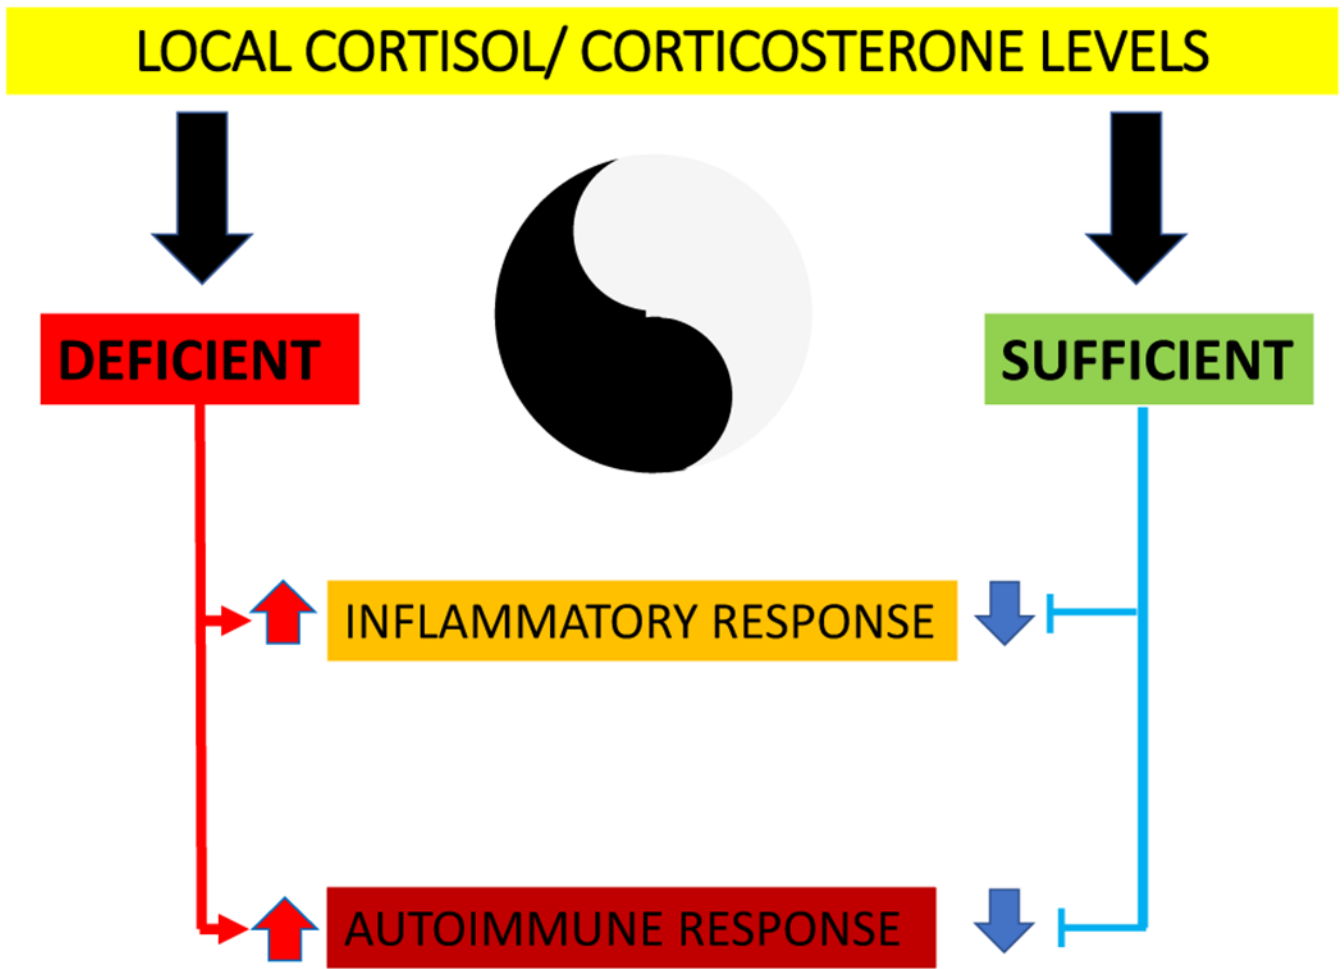 LOCAL CORTISOL/ CORTICOSTERONE LEVELS
DEFICIENT
SUFFICIENT
INFLAMMATORY RESPONSE
AUTOIMMUNE RESPONSE